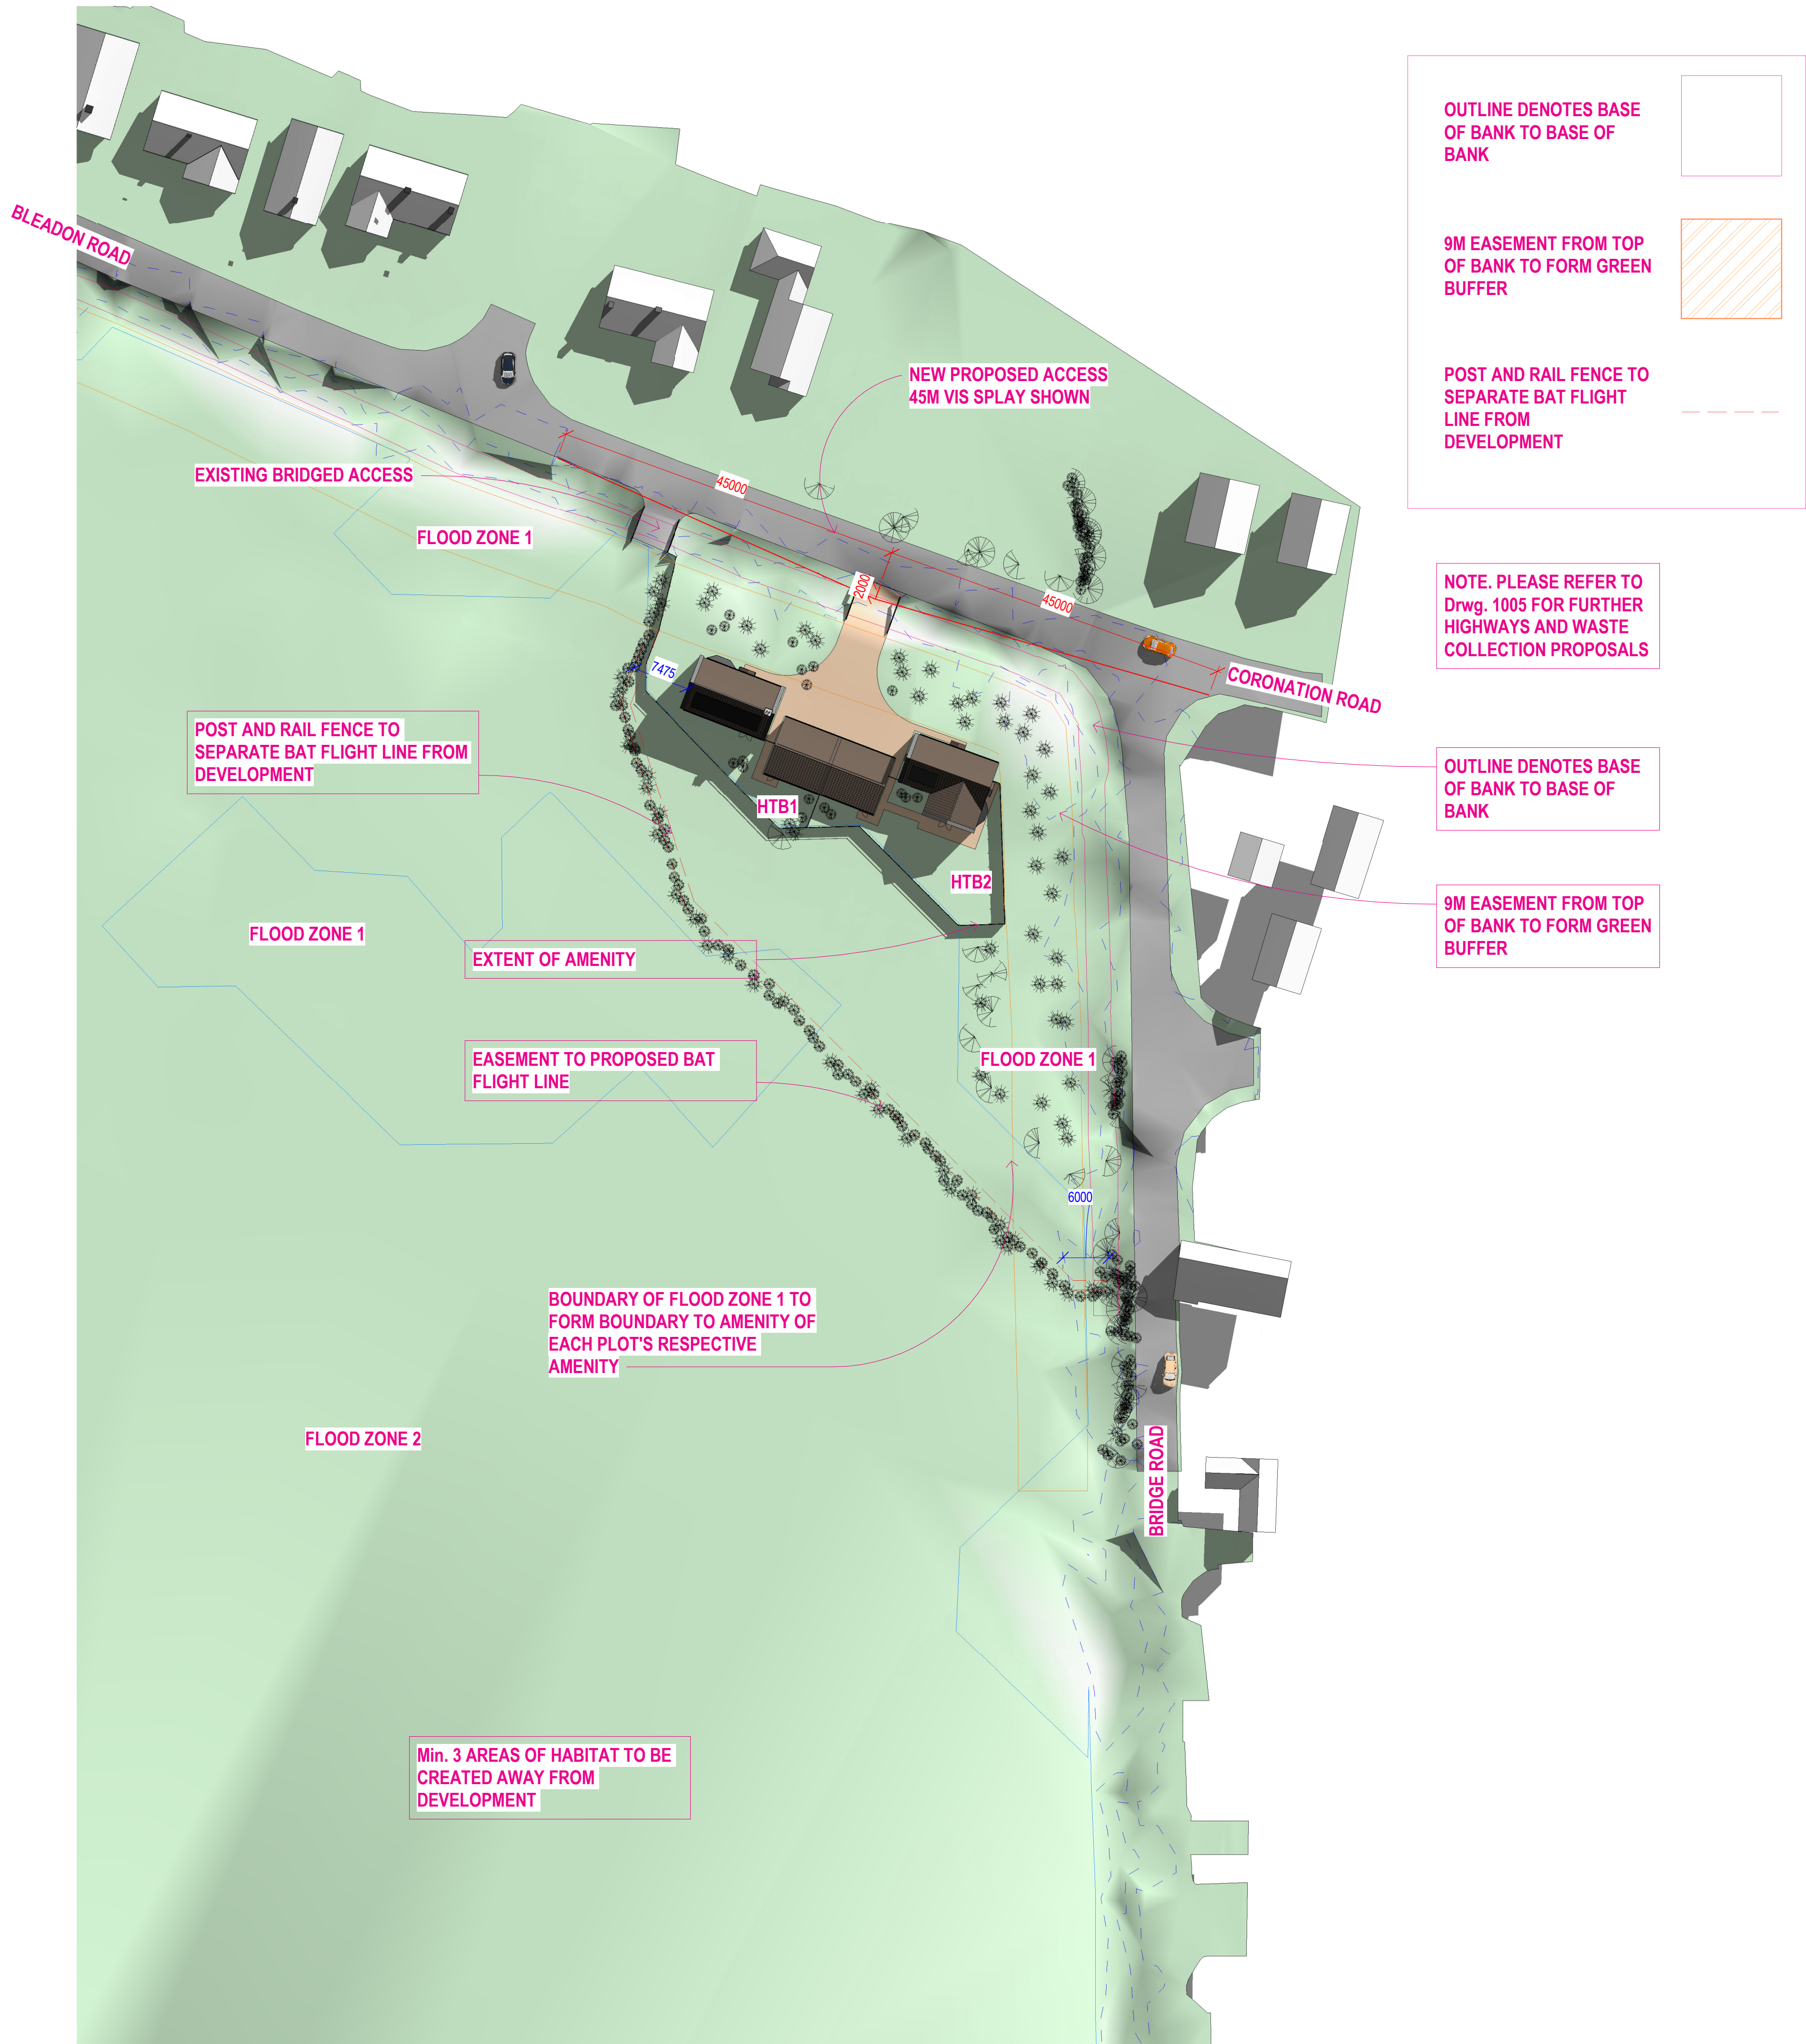 BLEADON ROAD
NEW PROPOSED ACCESS
45M VIS SPLAY SHOWN
EXISTING BRIDGED ACCESS
45000
FLOOD ZONE 1
2000
45000
7475
CORONATION ROAD
POST AND RAIL FENCE TO
SEPARATE BAT FLIGHT LINE FROM
DEVELOPMENT
HTB1
HTB2
FLOOD ZONE 1
EXTENT OF AMENITY
EASEMENT TO PROPOSED BAT
FLIGHT LINE
FLOOD ZONE 1
6000
BOUNDARY OF FLOOD ZONE 1 TO
FORM BOUNDARY TO AMENITY OF
EACH PLOT'S RESPECTIVE
AMENITY
FLOOD ZONE 2
BRIDGE ROAD
Min. 3 AREAS OF HABITAT TO BE
CREATED AWAY FROM
DEVELOPMENT
OUTLINE DENOTES BASE
OF BANK TO BASE OF
BANK
9M EASEMENT FROM TOP
OF BANK TO FORM GREEN
BUFFER
POST AND RAIL FENCE TO
SEPARATE BAT FLIGHT
LINE FROM
DEVELOPMENT
NOTE. PLEASE REFER TO
Drwg. 1005 FOR FURTHER
HIGHWAYS AND WASTE
COLLECTION PROPOSALS
OUTLINE DENOTES BASE
OF BANK TO BASE OF
BANK
9M EASEMENT FROM TOP
OF BANK TO FORM GREEN
BUFFER